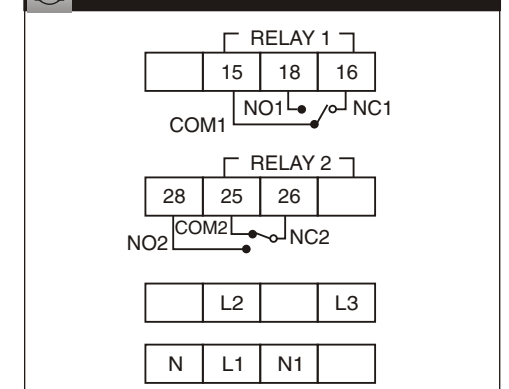 RELAY 1
15 18 16
NO1 NC1
COM1
RELAY 2
28 25 26
COM2
NO2 NC2
L2 L3
N L1 N1